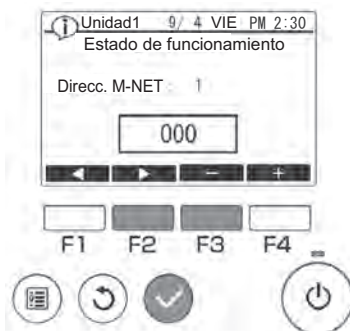 Unidad1 9/ 4 VIE PM 2:30
Estado de funcionamiento
Direcc. M-NET : 1
000
◀ ▶ − +
F1 F2 F3 F4